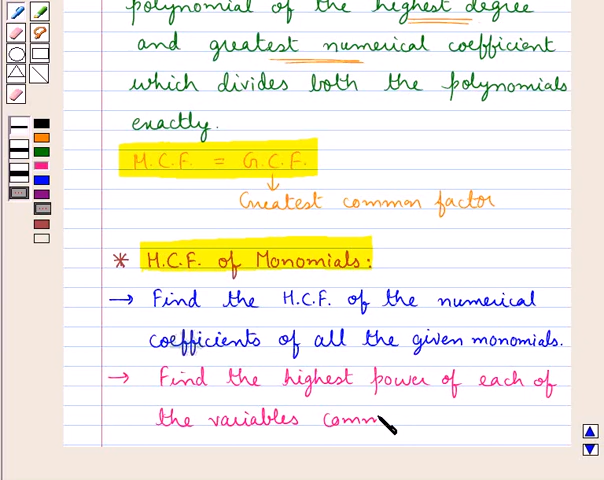 polynomial of the highest degree
and greatest numerical coefficient
which divides both the polynomials
exactly.
H.C.F. = G.C.F.
Greatest common factor
* H.C.F. of Monomials:
→ Find the H.C.F. of the numerical
coefficients of all the given monomials.
→ Find the highest power of each of
the variables comm